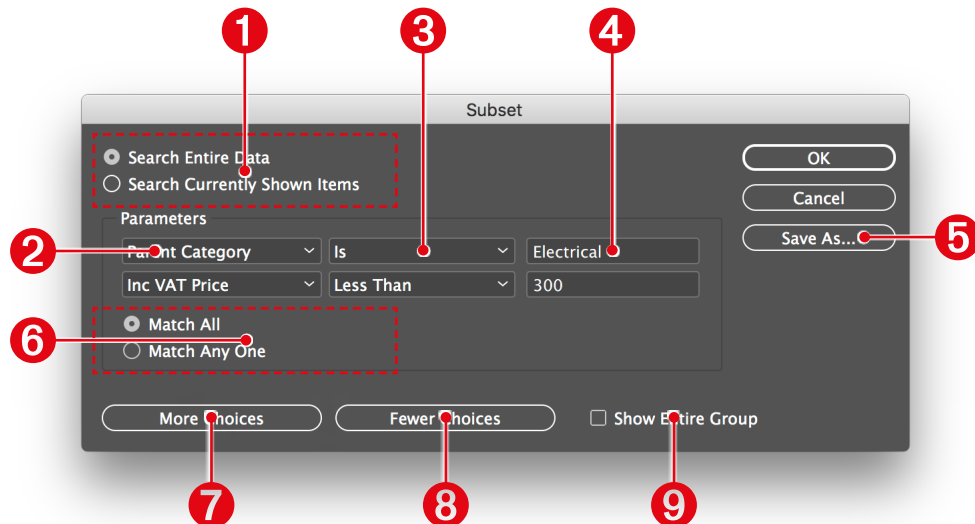 1 3 4
Subset
Search Entire Data
Search Currently Shown Items
OK
Cancel
Save As... 5
Parameters
2 Parent Category Is Electrical
Inc VAT Price Less Than 300
Match All
6
Match Any One
More Choices Fewer Choices Show Entire Group
7 8 9